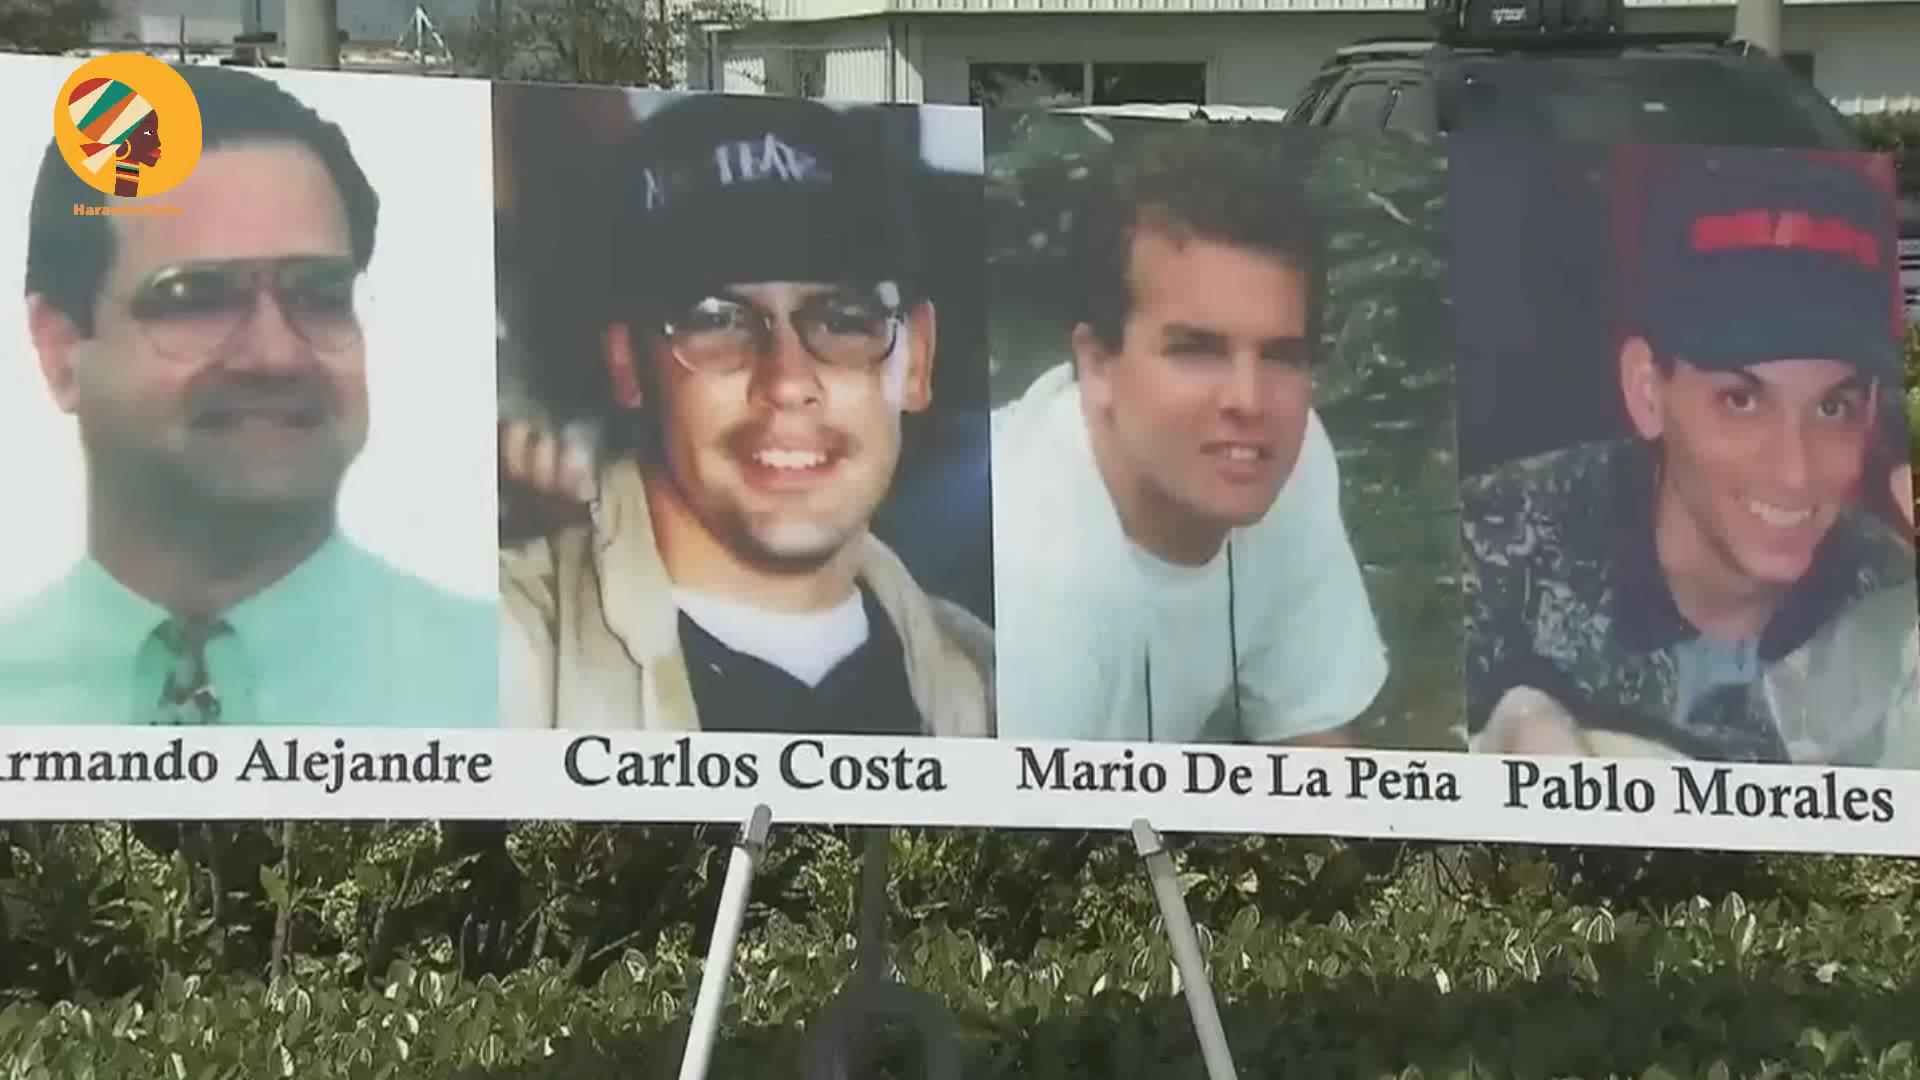 rmando Alejandre
Carlos Costa
Mario De La Peña
Pablo Morales